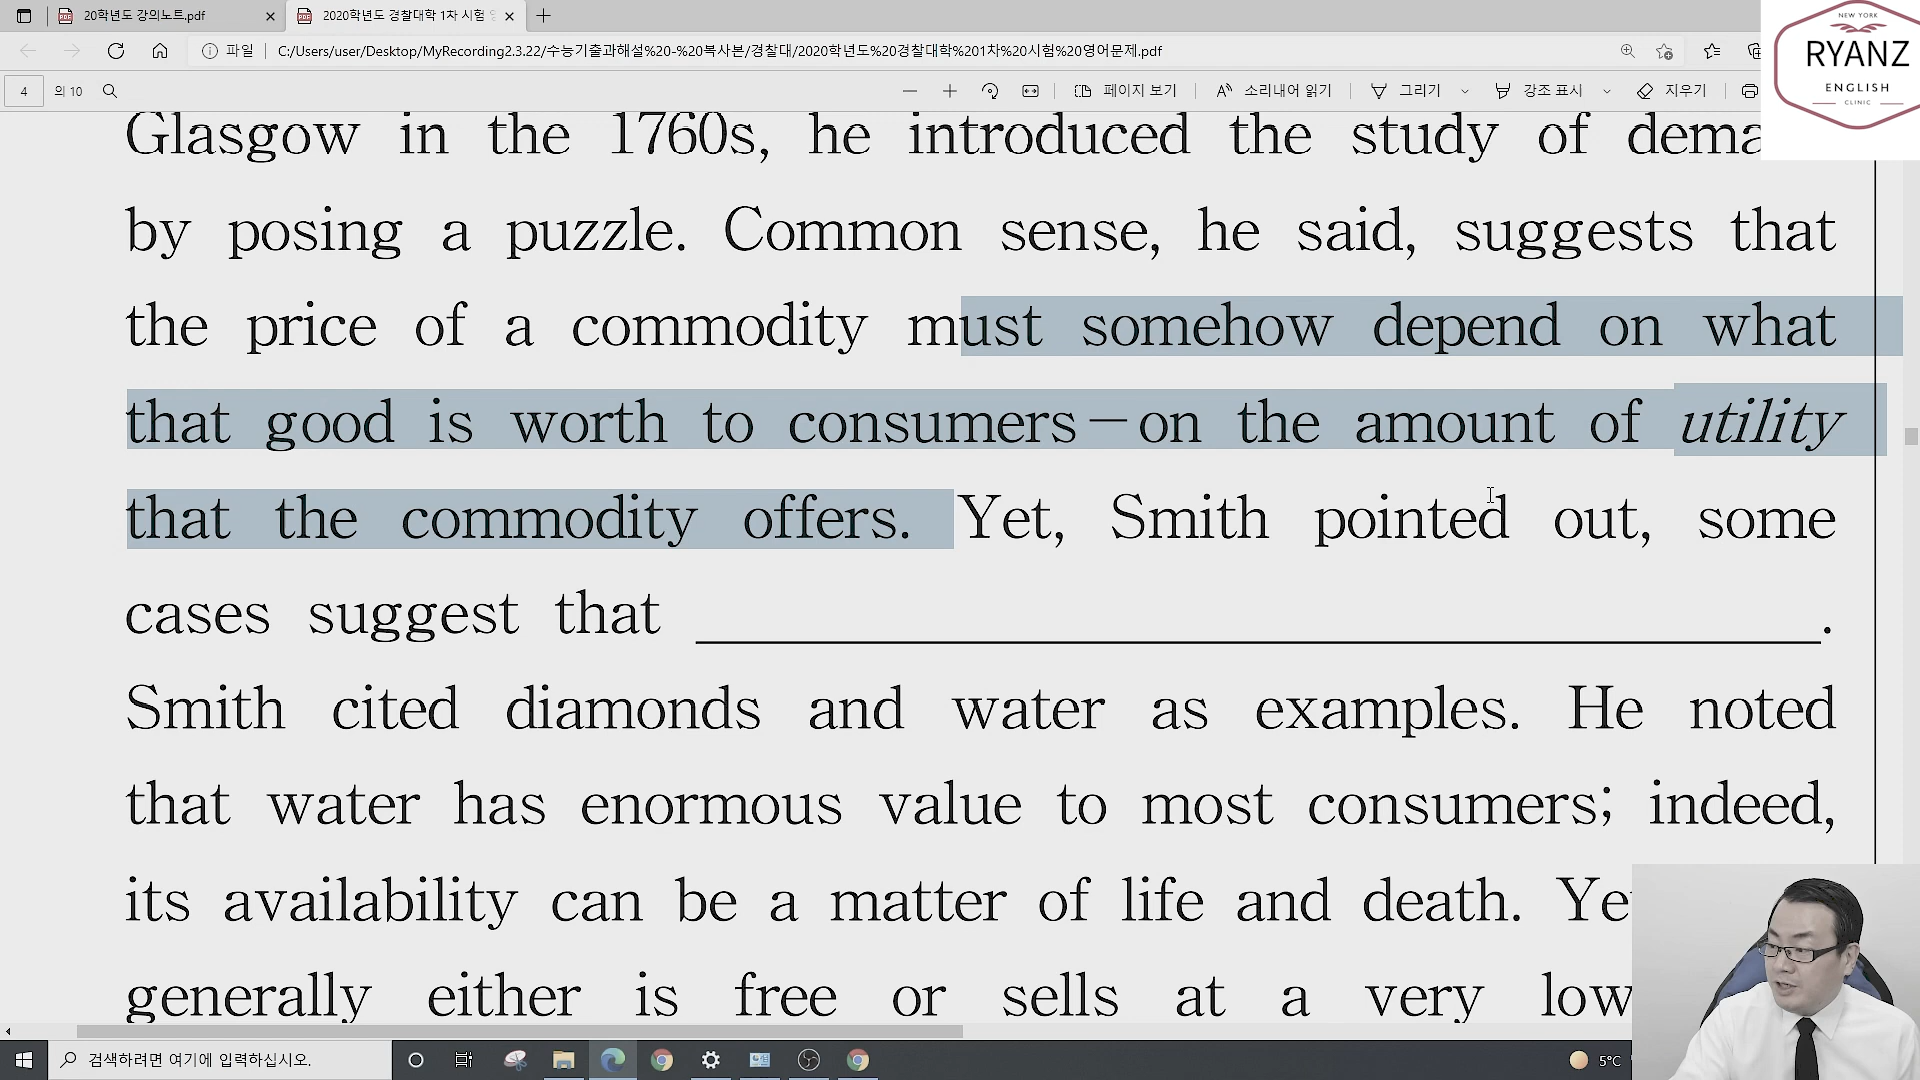 20학년도 강의노트.pdf
2020학년도 경찰대학 1차 시험
파일
C:/Users/user/Desktop/MyRecording2.3.22/수능기출과해설%20-%20복사본/경찰대/2020학년도%20경찰대학%201차%20시험%20영어문제.pdf
4 의 10
페이지 보기
소리내어 읽기
그리기
강조 표시
지우기
NEW YORK
RYANZ
ENGLISH
CLINIC
Glasgow in the 1760s, he introduced the study of dema
by posing a puzzle. Common sense, he said, suggests that
the price of a commodity must somehow depend on what
that good is worth to consumers－on the amount of utility
that the commodity offers. Yet, Smith pointed out, some
cases suggest that ____________________.
Smith cited diamonds and water as examples. He noted
that water has enormous value to most consumers; indeed,
its availability can be a matter of life and death. Ye
generally either is free or sells at a very low
검색하려면 여기에 입력하십시오.
5°C